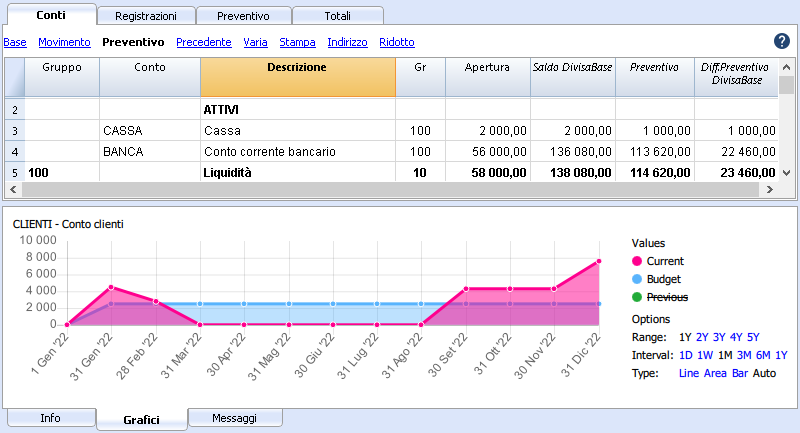 Conti Registrazioni Preventivo Totali
Base Movimento Preventivo Precedente Varia Stampa Indirizzo Ridotto ?
Gruppo Conto Descrizione Gr Apertura Saldo DivisaBase Preventivo Diff.Preventivo
DivisaBase
2 ATTIVI
3 CASSA Cassa 100 2 000,00 2 000,00 1 000,00 1 000,00
4 BANCA Conto corrente bancario 100 56 000,00 136 080,00 113 620,00 22 460,00
5 100 Liquidità 10 58 000,00 138 080,00 114 620,00 23 460,00
CLIENTI - Conto clienti
10 000
8 000
6 000
4 000
2 000
0
1 Gen '22 31 Gen '22 28 Feb '22 31 Mar '22 30 Apr '22 31 Mag '22 30 Giu '22 31 Lug '22 31 Ago '22 30 Set '22 31 Ott '22 30 Nov '22 31 Dic '22
Values
Current
Budget
Previous
Options
Range: 1Y 2Y 3Y 4Y 5Y
Interval: 1D 1W 1M 3M 6M 1Y
Type: Line Area Bar Auto
Info Grafici Messaggi